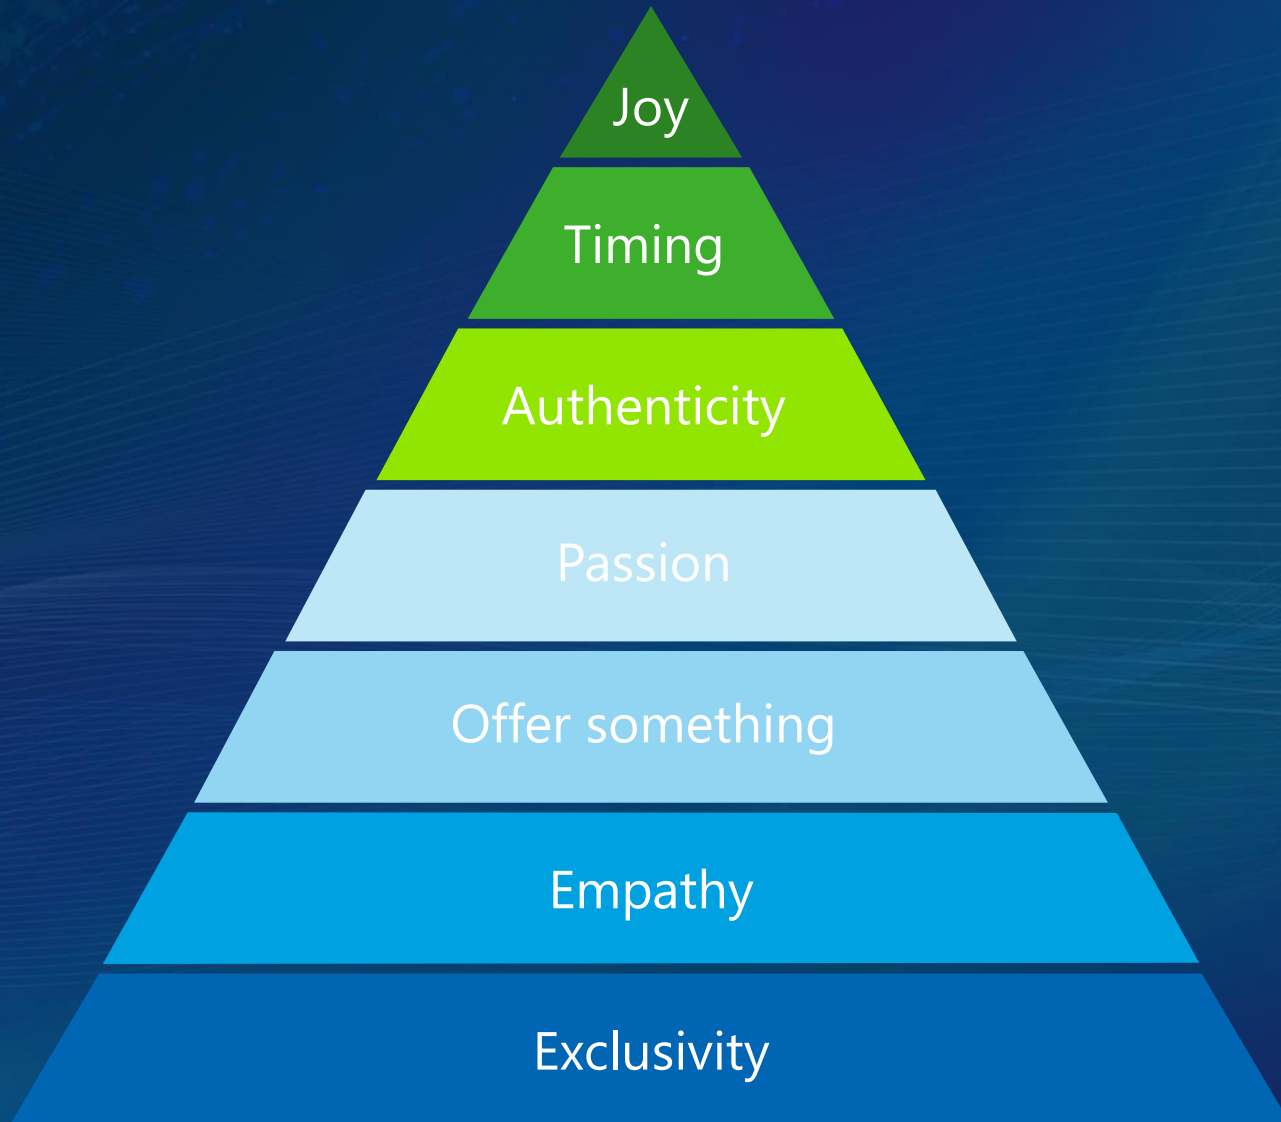 Joy
Timing
Authenticity
Passion
Offer something
Empathy
Exclusivity